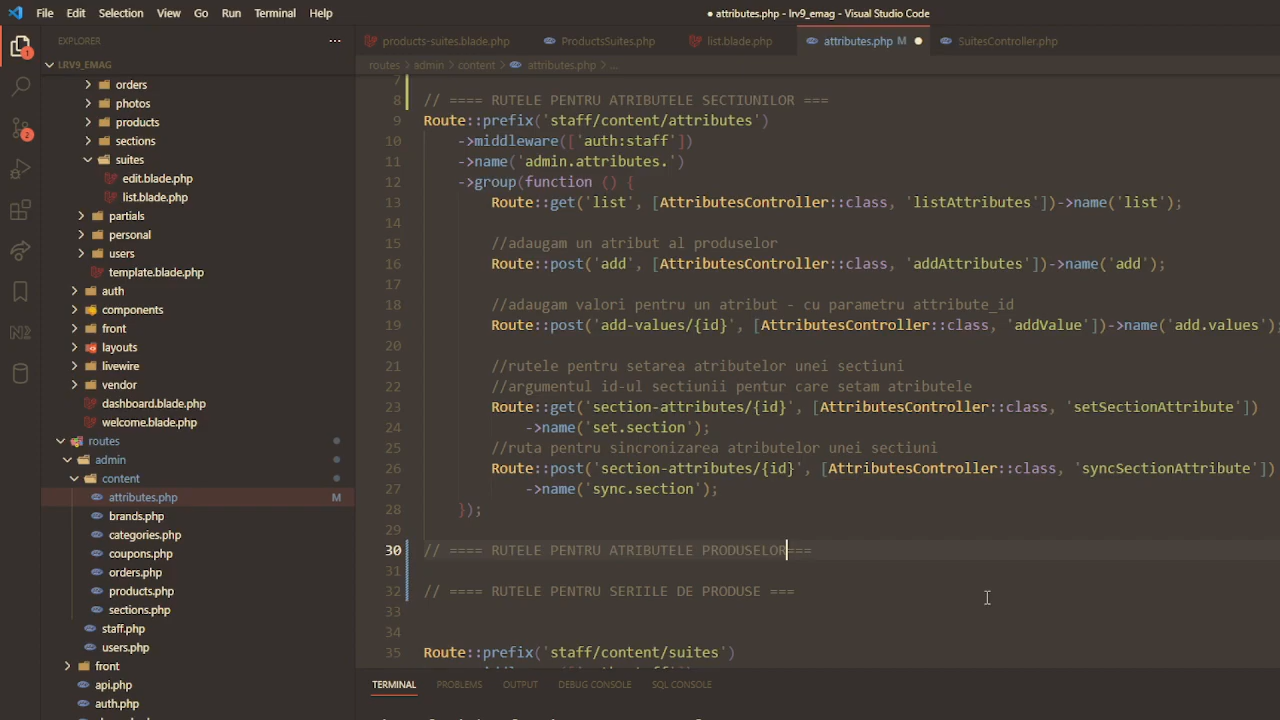 File Edit Selection View Go Run Terminal Help
● attributes.php - lrv9_emag - Visual Studio Code
EXPLORER ...
products-suites.blade.php ProductsSuites.php list.blade.php attributes.php M ● SuitesController.php
LRV9_EMAG
routes > admin > content > attributes.php > ...
orders
photos
products
sections
suites
edit.blade.php
list.blade.php
partials
personal
users
template.blade.php
auth
components
front
layouts
livewire
vendor
dashboard.blade.php
welcome.blade.php
routes
admin
content
attributes.php M
brands.php
categories.php
coupons.php
orders.php
products.php
sections.php
staff.php
users.php
front
api.php
auth.php
7
8 // ==== RUTELE PENTRU ATRIBUTELE SECTIUNILOR ===
9 Route::prefix('staff/content/attributes')
10 ->middleware(['auth:staff'])
11 ->name('admin.attributes.')
12 ->group(function () {
13 Route::get('list', [AttributesController::class, 'listAttributes'])->name('list');
14
15 //adaugam un atribut al produselor
16 Route::post('add', [AttributesController::class, 'addAttributes'])->name('add');
17
18 //adaugam valori pentru un atribut - cu parametru attribute_id
19 Route::post('add-values/{id}', [AttributesController::class, 'addValue'])->name('add.values');
20
21 //rutele pentru setarea atributelor unei sectiuni
22 //argumentul id-ul sectiunii pentur care setam atributele
23 Route::get('section-attributes/{id}', [AttributesController::class, 'setSectionAttribute'])
24 ->name('set.section');
25 //ruta pentru sincronizarea atributelor unei sectiuni
26 Route::post('section-attributes/{id}', [AttributesController::class, 'syncSectionAttribute'])
27 ->name('sync.section');
28 });
29
30 // ==== RUTELE PENTRU ATRIBUTELE PRODUSELOR===
31
32 // ==== RUTELE PENTRU SERIILE DE PRODUSE ===
33
34
35 Route::prefix('staff/content/suites')
TERMINAL PROBLEMS OUTPUT DEBUG CONSOLE SQL CONSOLE
1
2